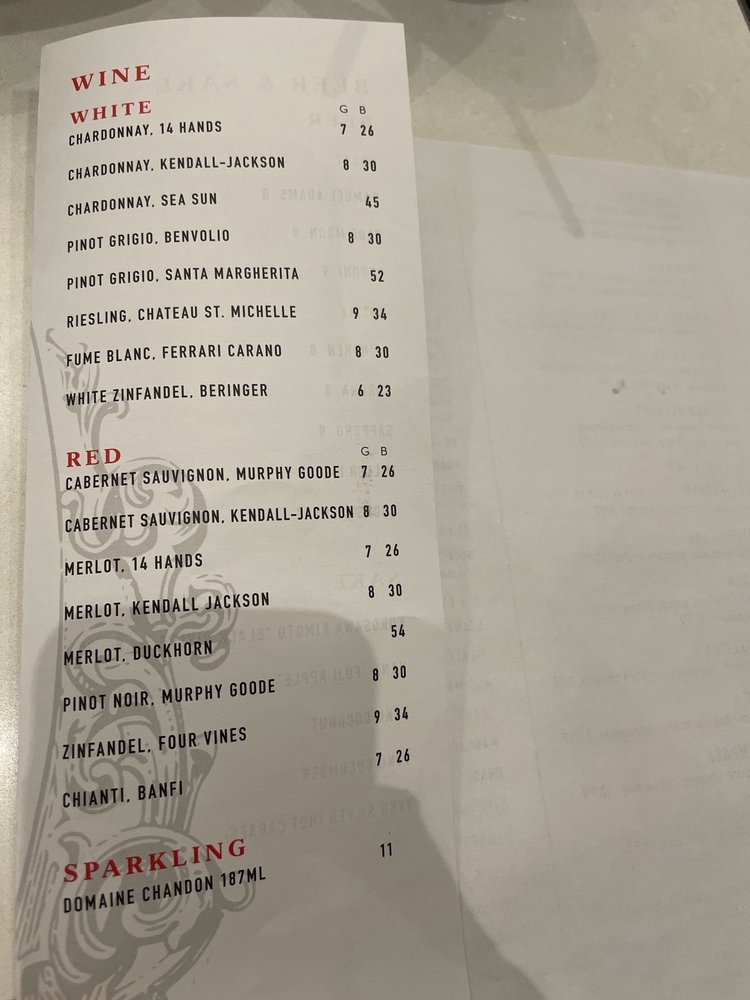 WINE
WHITE G B
CHARDONNAY, 14 HANDS 7 26
CHARDONNAY, KENDALL-JACKSON 8 30
CHARDONNAY, SEA SUN 45
PINOT GRIGIO, BENVOLIO 8 30
PINOT GRIGIO, SANTA MARGHERITA 52
RIESLING, CHATEAU ST. MICHELLE 9 34
FUME BLANC, FERRARI CARANO 8 30
WHITE ZINFANDEL, BERINGER 6 23
RED G B
CABERNET SAUVIGNON, MURPHY GOODE 7 26
CABERNET SAUVIGNON, KENDALL-JACKSON 8 30
MERLOT, 14 HANDS 7 26
MERLOT, KENDALL JACKSON 8 30
MERLOT, DUCKHORN 54
PINOT NOIR, MURPHY GOODE 8 30
ZINFANDEL, FOUR VINES 9 34
CHIANTI, BANFI 7 26
SPARKLING
DOMAINE CHANDON 187ML 11